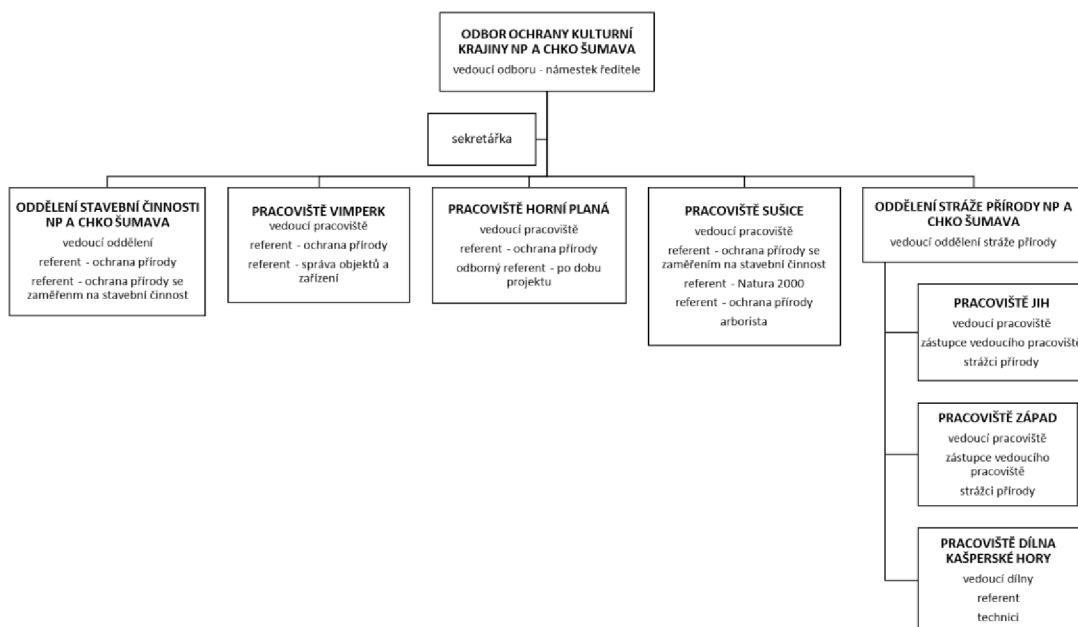 ODBOR OCHRANY KULTURNÍ
KRAJINY NP A CHKO ŠUMAVA
vedoucí odboru - námestek ředitele
sekretářka
ODDĚLENÍ STAVEBNÍ ČINNOSTI
NP A CHKO ŠUMAVA
vedoucí oddělení
referent - ochrana přírody
referent - ochrana přírody se
zaměřenm na stavební činnost
PRACOVIŠTĚ VIMPERK
vedoucí pracoviště
referent - ochrana přírody
referent - správa objektů a
zařízení
PRACOVIŠTĚ HORNÍ PLANÁ
vedoucí pracoviště
referent - ochrana přírody
odborný referent - po dobu
projektu
PRACOVIŠTĚ SUŠICE
vedoucí pracoviště
referent - ochrana přírody se
zaměřením na stavební činnost
referent - Natura 2000
referent - ochrana přírody
arborista
ODDĚLENÍ STRÁŽE PŘÍRODY NP A
CHKO ŠUMAVA
vedoucí oddělení stráže přírody
PRACOVIŠTĚ JIH
vedoucí pracoviště
zástupce vedoucího pracoviště
strážci přírody
PRACOVIŠTĚ ZÁPAD
vedoucí pracoviště
zástupce vedoucího
pracoviště
strážci přírody
PRACOVIŠTĚ DÍLNA
KAŠPERSKÉ HORY
vedoucí dílny
referent
technici